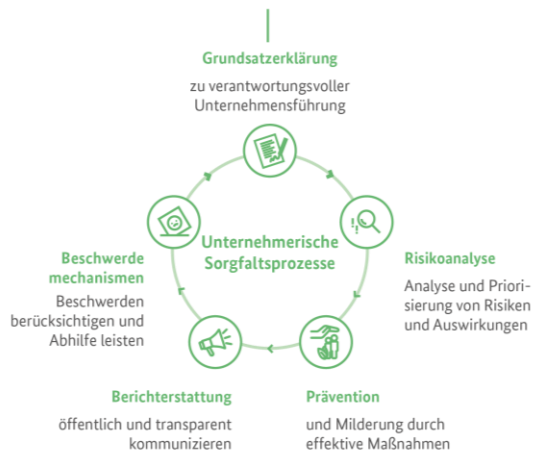 Grundsatzerklärung
zu verantwortungsvoller
Unternehmensführung
Unternehmerische
Sorgfaltsprozesse
Risikoanalyse
Analyse und Priori-
sierung von Risiken
und Auswirkungen
Prävention
und Milderung durch
effektive Maßnahmen
Berichterstattung
öffentlich und transparent
kommunizieren
Beschwerde
mechanismen
Beschwerden
berücksichtigen und
Abhilfe leisten